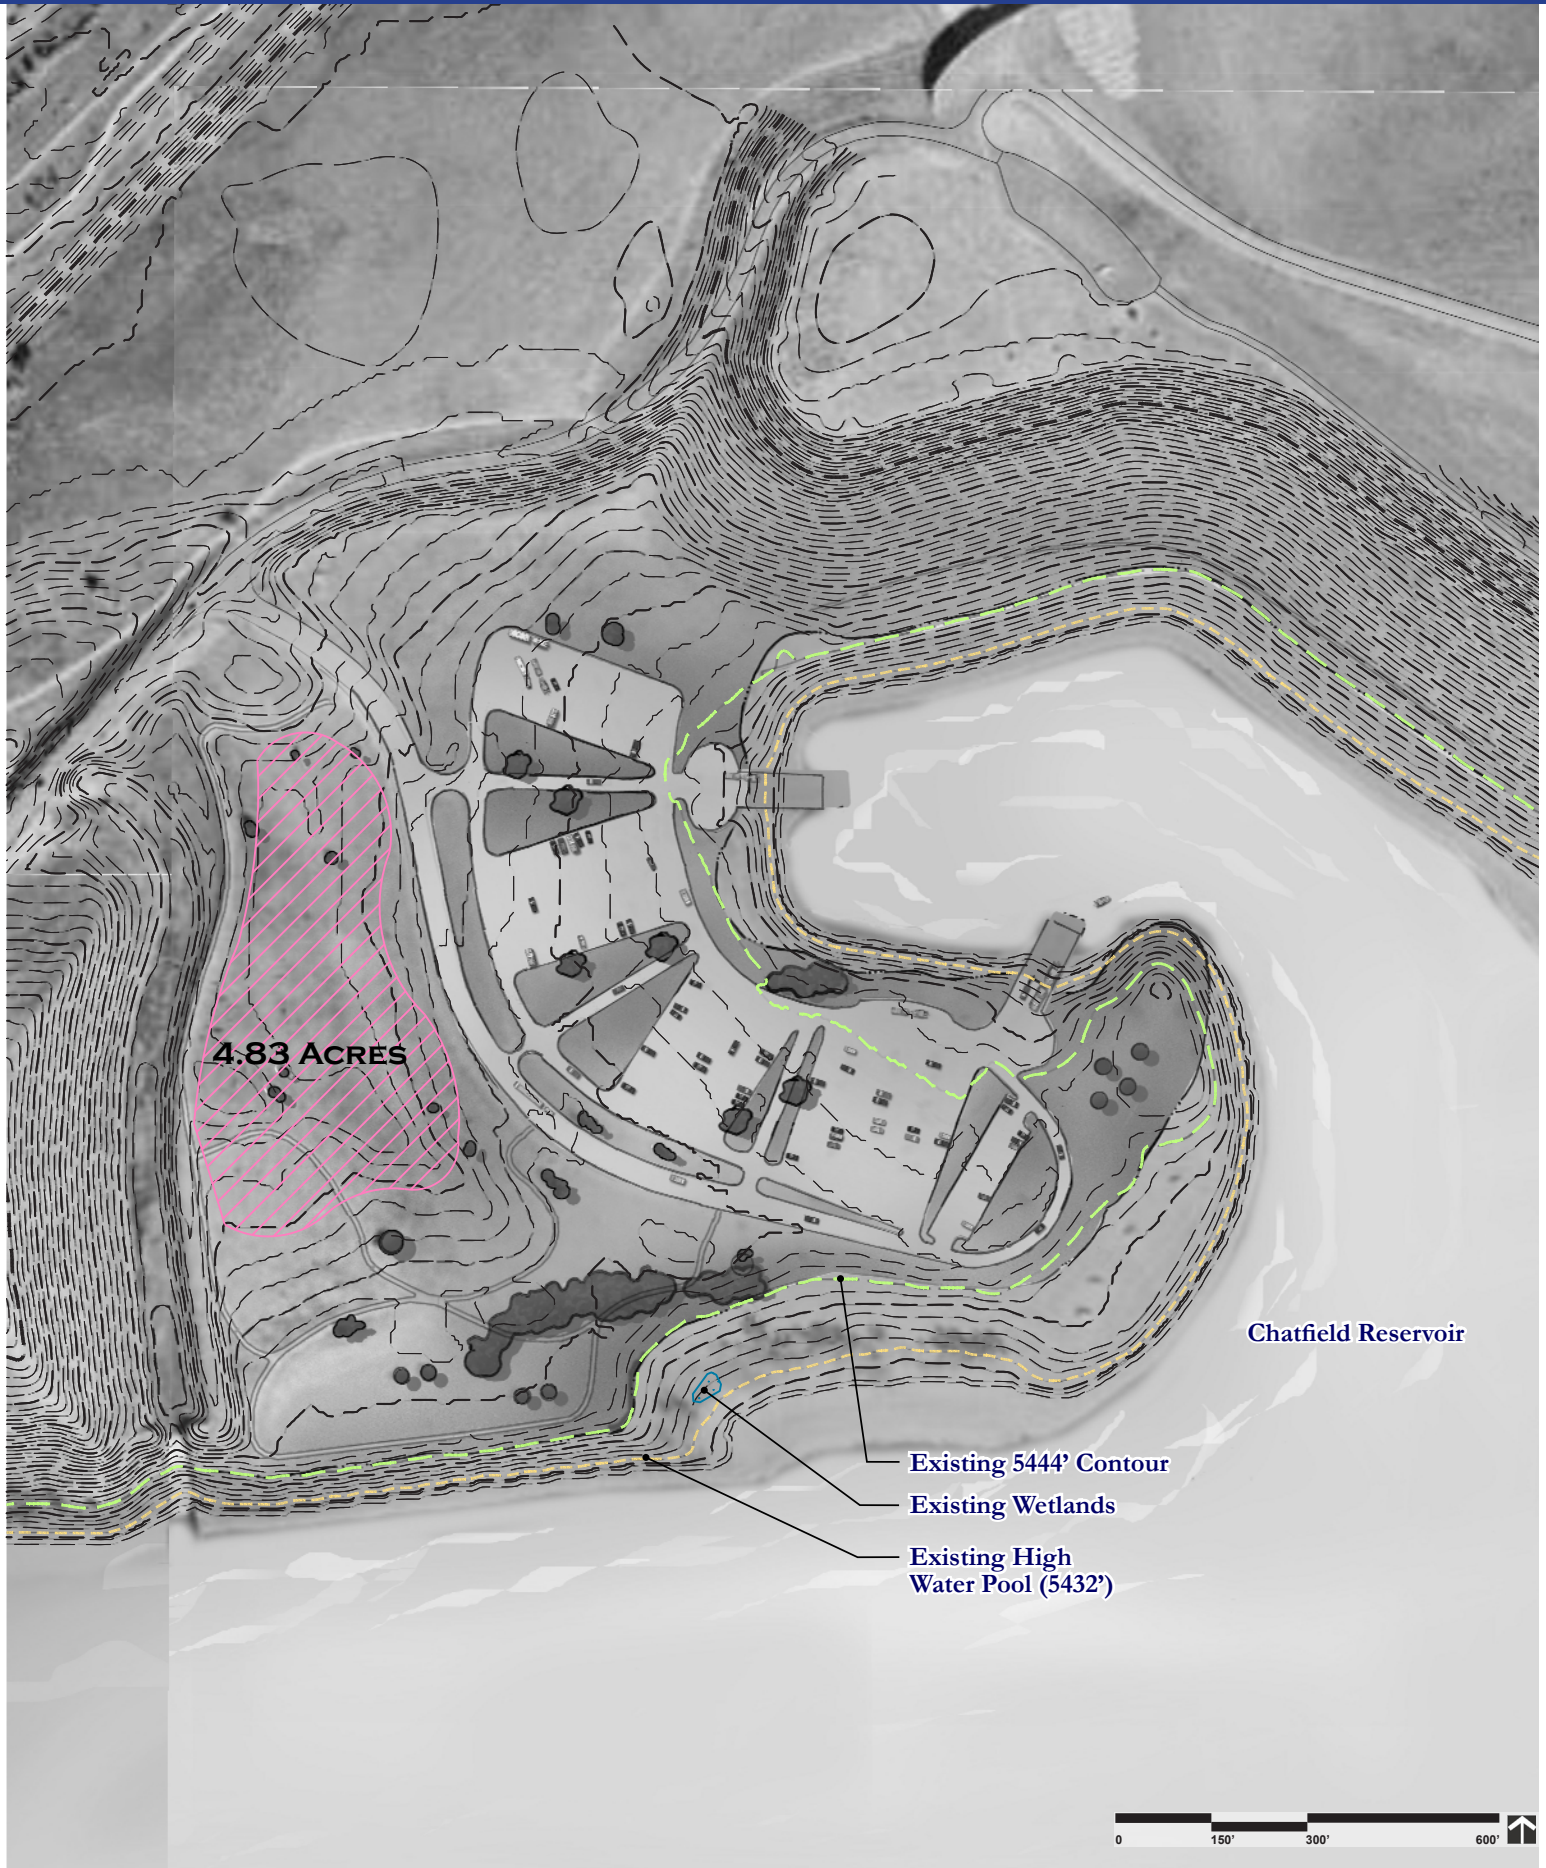 4.83 Acres
Chatfield Reservoir
Existing 5444’ Contour
Existing Wetlands
Existing High
Water Pool (5432’)
0 150’ 300’ 600’